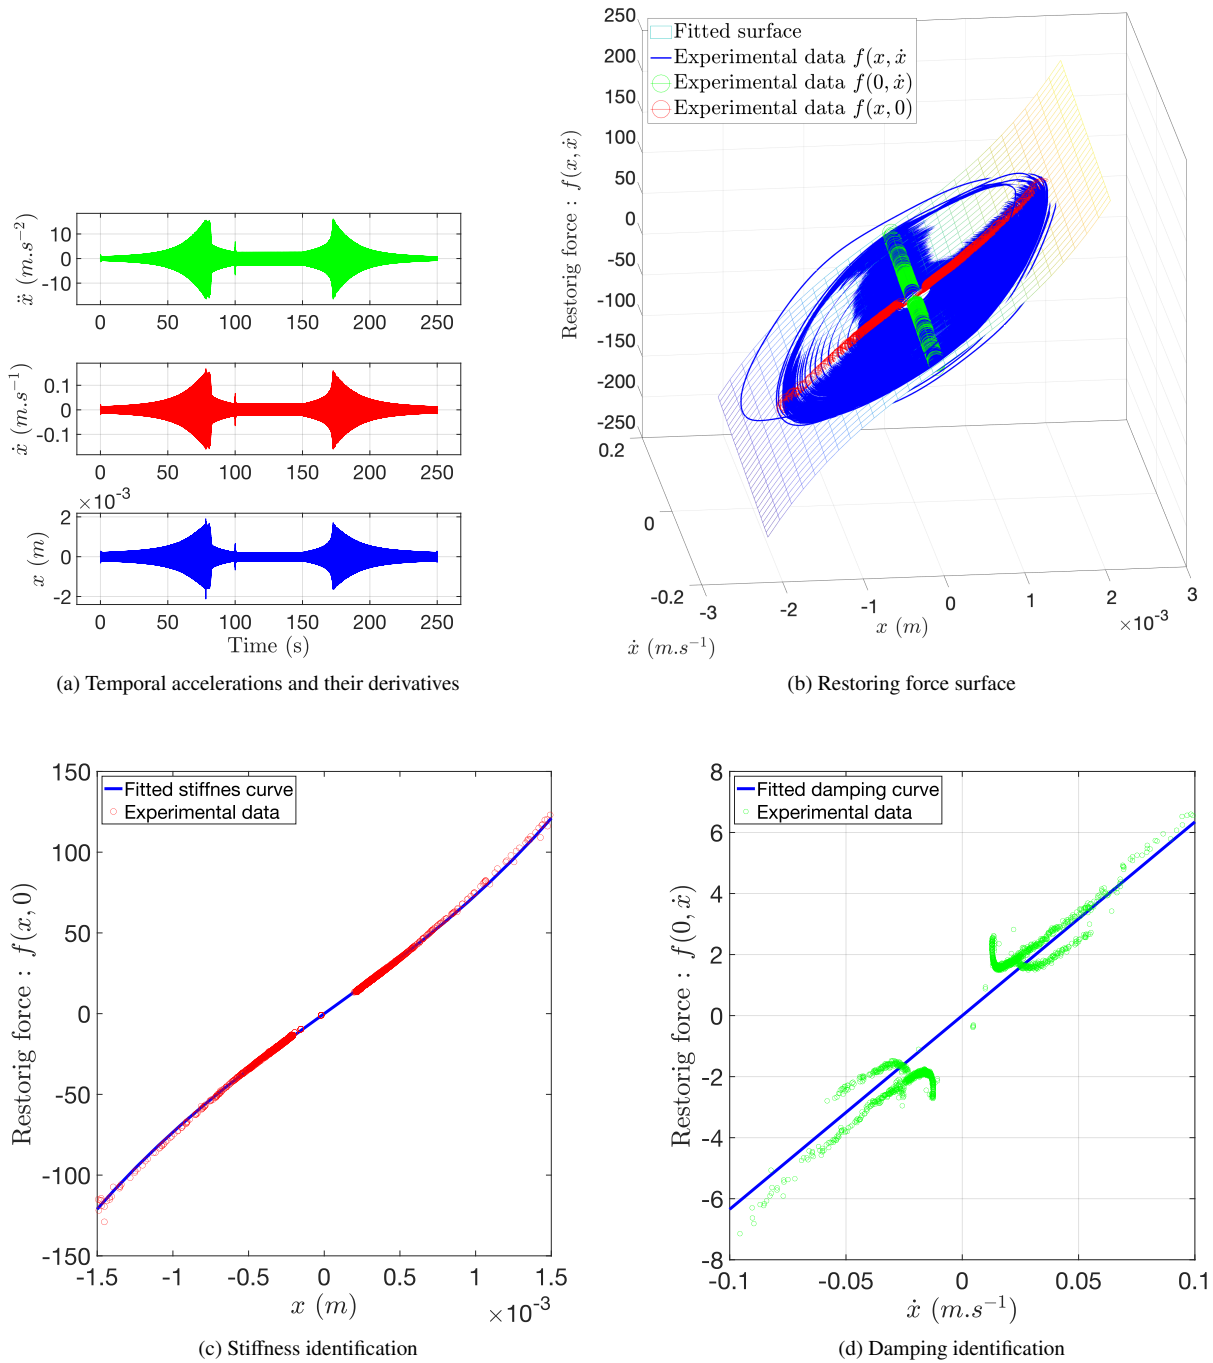 10
0
-10
ẍ (m.s⁻²)
0 50 100 150 200 250
0.1
0
-0.1
ẋ (m.s⁻¹)
0 50 100 150 200 250
×10⁻³
2
0
-2
x (m)
0 50 100 150 200 250
Time (s)
(a) Temporal accelerations and their derivatives
Fitted surface
Experimental data f(x, ẋ
Experimental data f(0, ẋ)
Experimental data f(x, 0)
250
200
150
100
50
0
-50
-100
-150
-200
-250
Restorig force : f(x, ẋ)
0.2
0
-0.2
ẋ (m.s⁻¹)
-3 -2 -1 0 1 2 3
×10⁻³
x (m)
(b) Restoring force surface
Fitted stiffnes curve
Experimental data
150
100
50
0
-50
-100
-150
Restorig force : f(x, 0)
-1.5 -1 -0.5 0 0.5 1 1.5
x (m)
×10⁻³
(c) Stiffness identification
Fitted damping curve
Experimental data
8
6
4
2
0
-2
-4
-6
-8
Restorig force : f(0, ẋ)
-0.1 -0.05 0 0.05 0.1
ẋ (m.s⁻¹)
(d) Damping identification